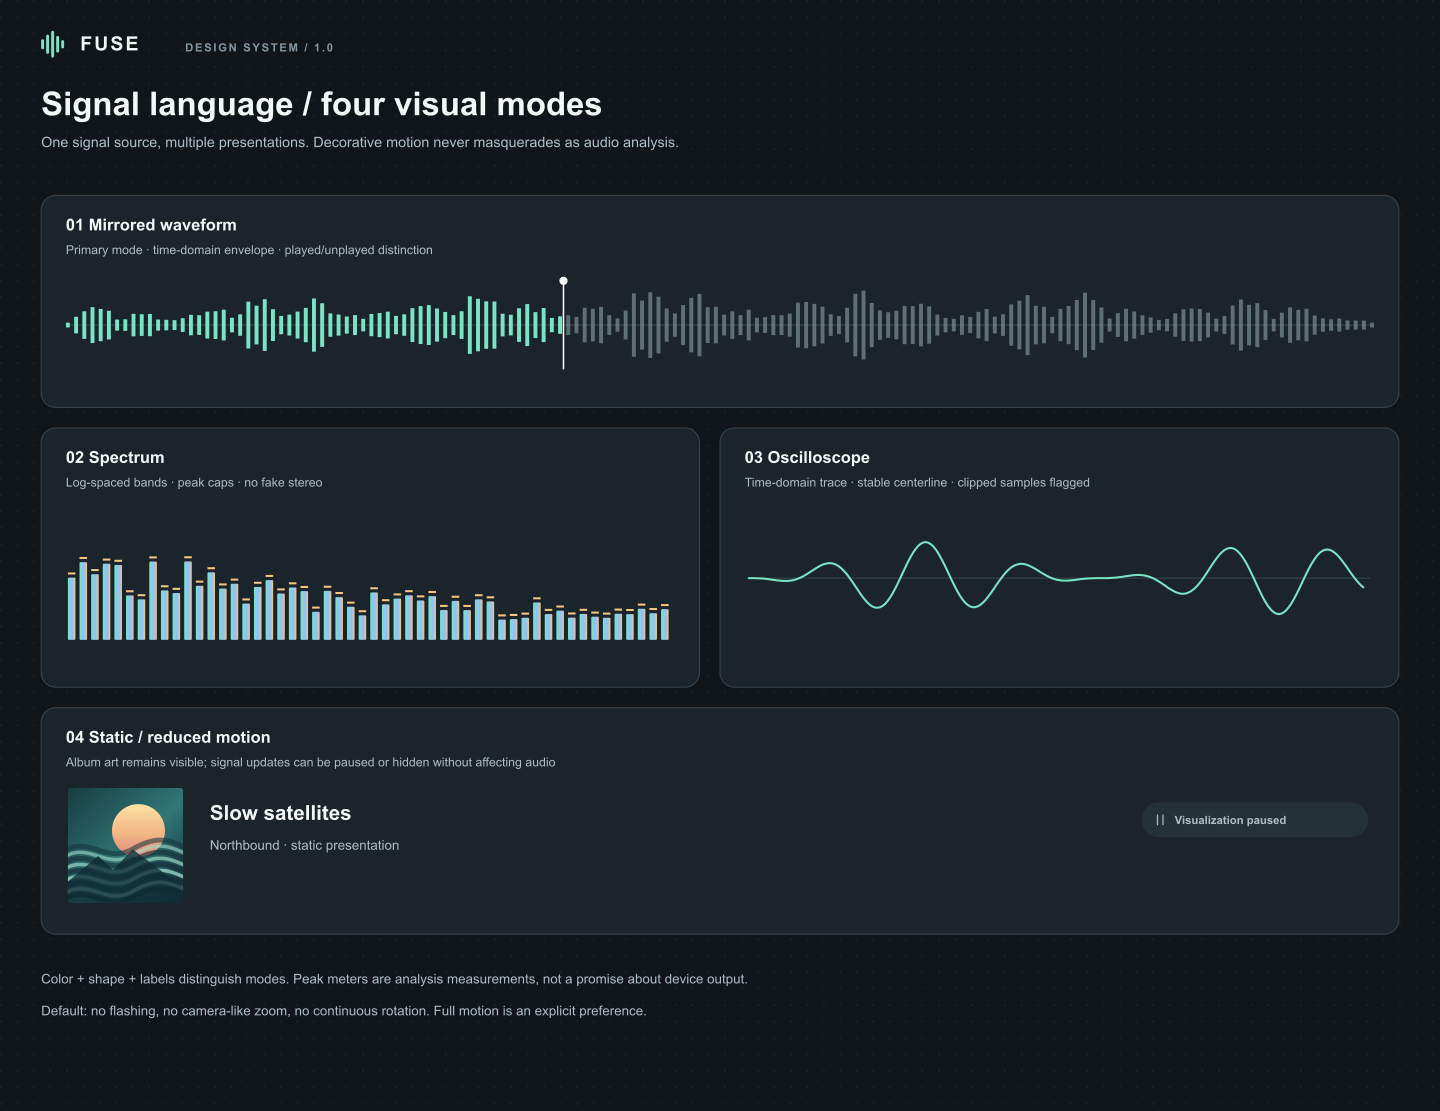 FUSE
DESIGN SYSTEM / 1.0
Signal language / four visual modes
One signal source, multiple presentations. Decorative motion never masquerades as audio analysis.
01 Mirrored waveform
Primary mode · time-domain envelope · played/unplayed distinction
02 Spectrum
Log-spaced bands · peak caps · no fake stereo
03 Oscilloscope
Time-domain trace · stable centerline · clipped samples flagged
04 Static / reduced motion
Album art remains visible; signal updates can be paused or hidden without affecting audio
Slow satellites
Northbound · static presentation
Visualization paused
Color + shape + labels distinguish modes. Peak meters are analysis measurements, not a promise about device output.
Default: no flashing, no camera-like zoom, no continuous rotation. Full motion is an explicit preference.